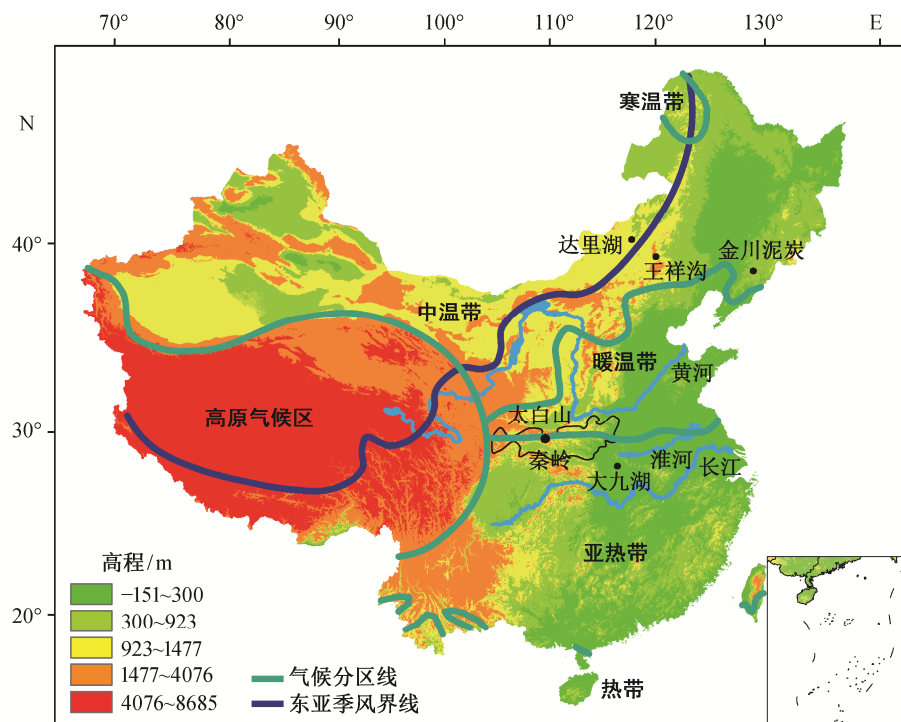 70° 80° 90° 100° 110° 120° 130° E
N
寒温带
40°
达里湖
金川泥炭
王祥沟
中温带
暖温带
黄河
高原气候区
太白山
30°
秦岭
淮河
长江
大九湖
亚热带
高程/m
−151~300
300~923
20°
923~1477
1477~4076
气候分区线
热带
4076~8685
东亚季风界线